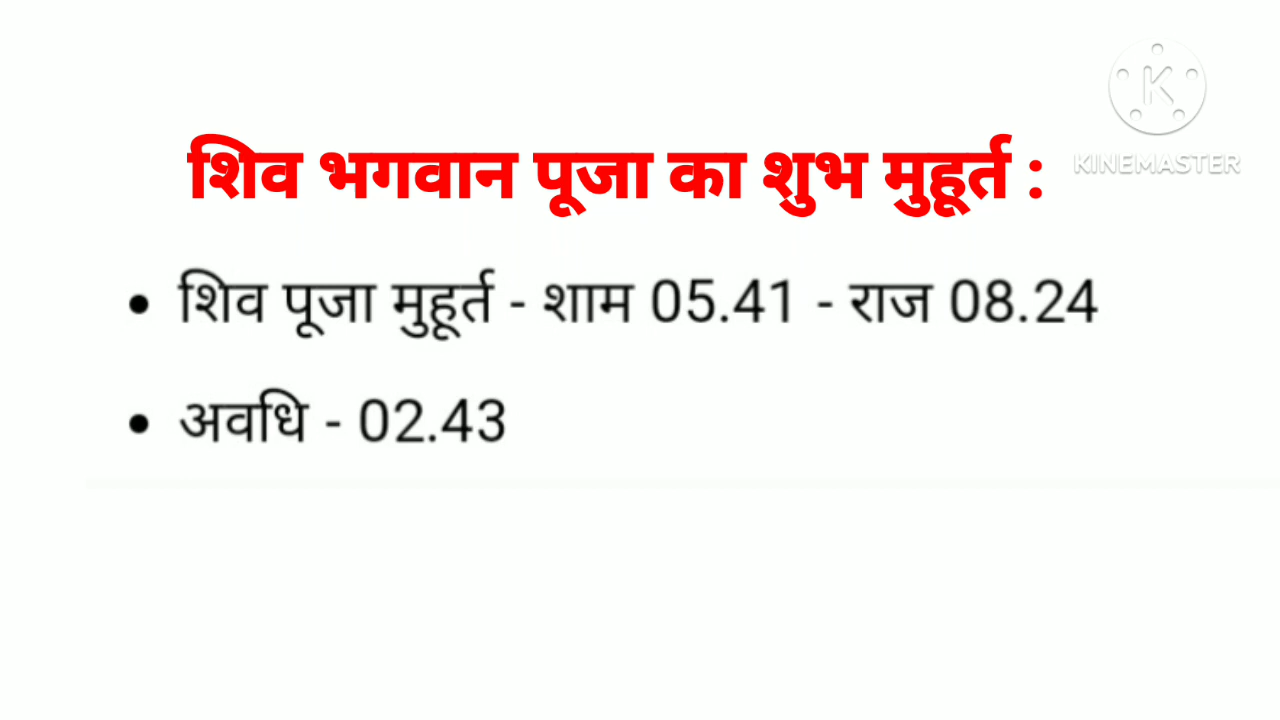 शिव भगवान पूजा का शुभ मुहूर्त :
K
KINEMASTER
• शिव पूजा मुहूर्त - शाम 05.41 - राज 08.24
• अवधि - 02.43